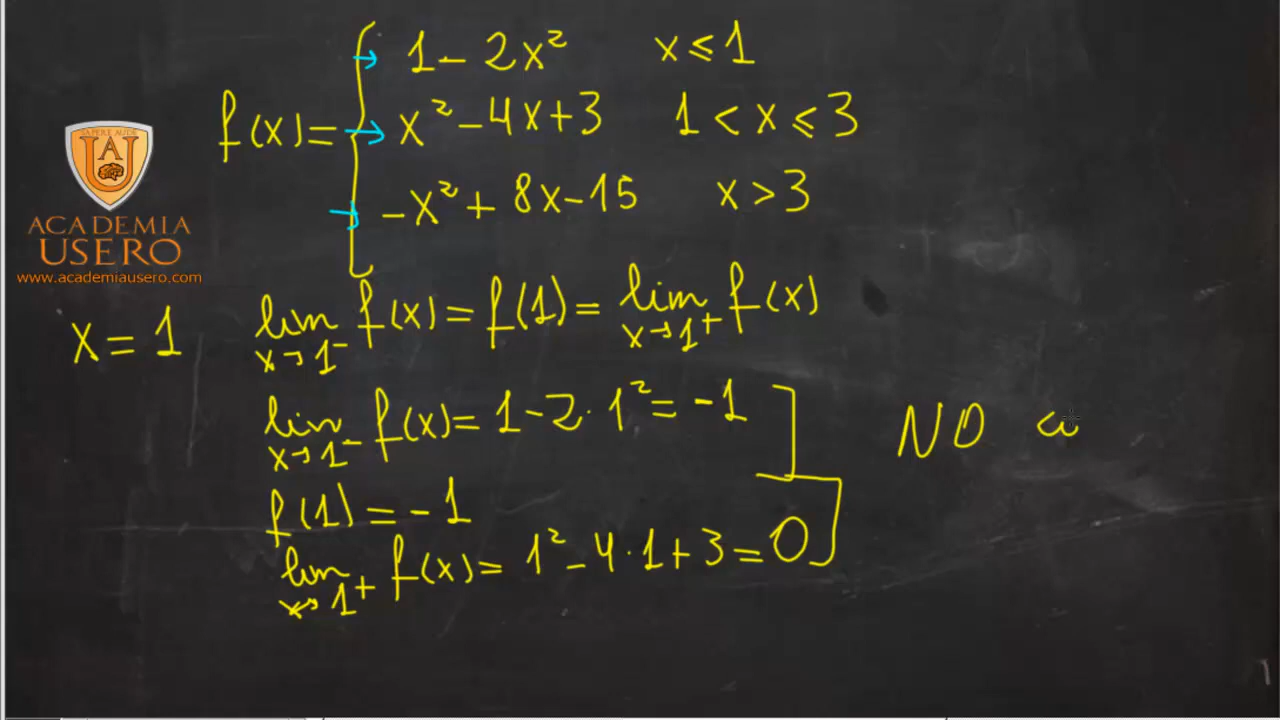 1 - 2x² x ≤ 1
f(x) = x² - 4x + 3 1 < x ≤ 3
-x² + 8x - 15 x > 3
SAPERE AUDE
UA
ACADEMIA
USERO
www.academiausero.com
x = 1 lim x→1⁻ f(x) = f(1) = lim x→1⁺ f(x)
lim x→1⁻ f(x) = 1 - 2 · 1² = -1
NO co
f(1) = -1
lim x→1⁺ f(x) = 1² - 4 · 1 + 3 = 0